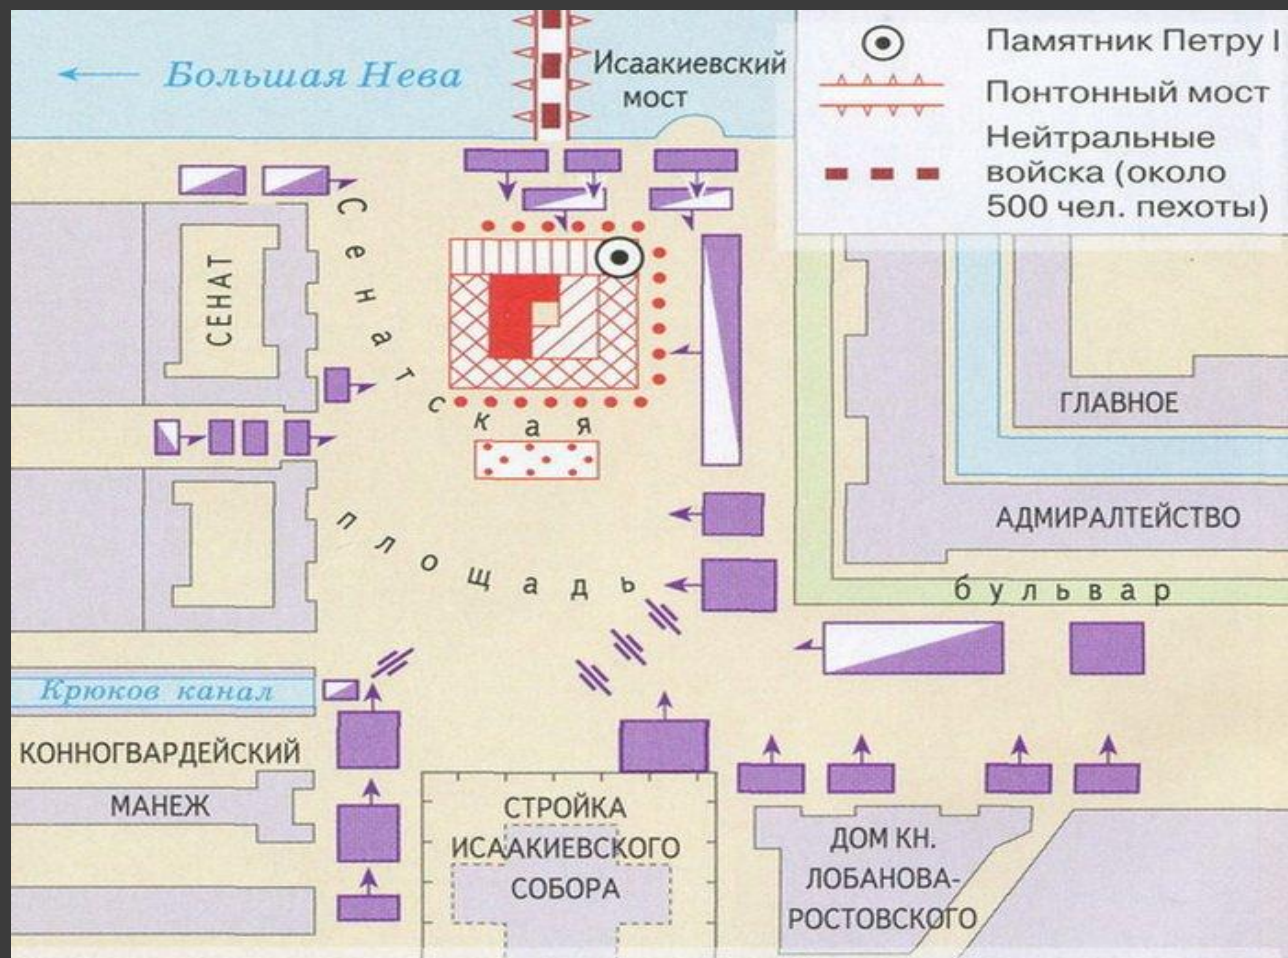 Большая Нева
Исаакиевский
мост
Памятник Петру I
Понтонный мост
Нейтральные
войска (около
500 чел. пехоты)
СЕНАТ
Сенатская
площадь
ГЛАВНОЕ
АДМИРАЛТЕЙСТВО
бульвар
Крюков канал
КОННОГВАРДЕЙСКИЙ
МАНЕЖ
СТРОЙКА
ИСААКИЕВСКОГО
СОБОРА
ДОМ КН.
ЛОБАНОВА-
РОСТОВСКОГО